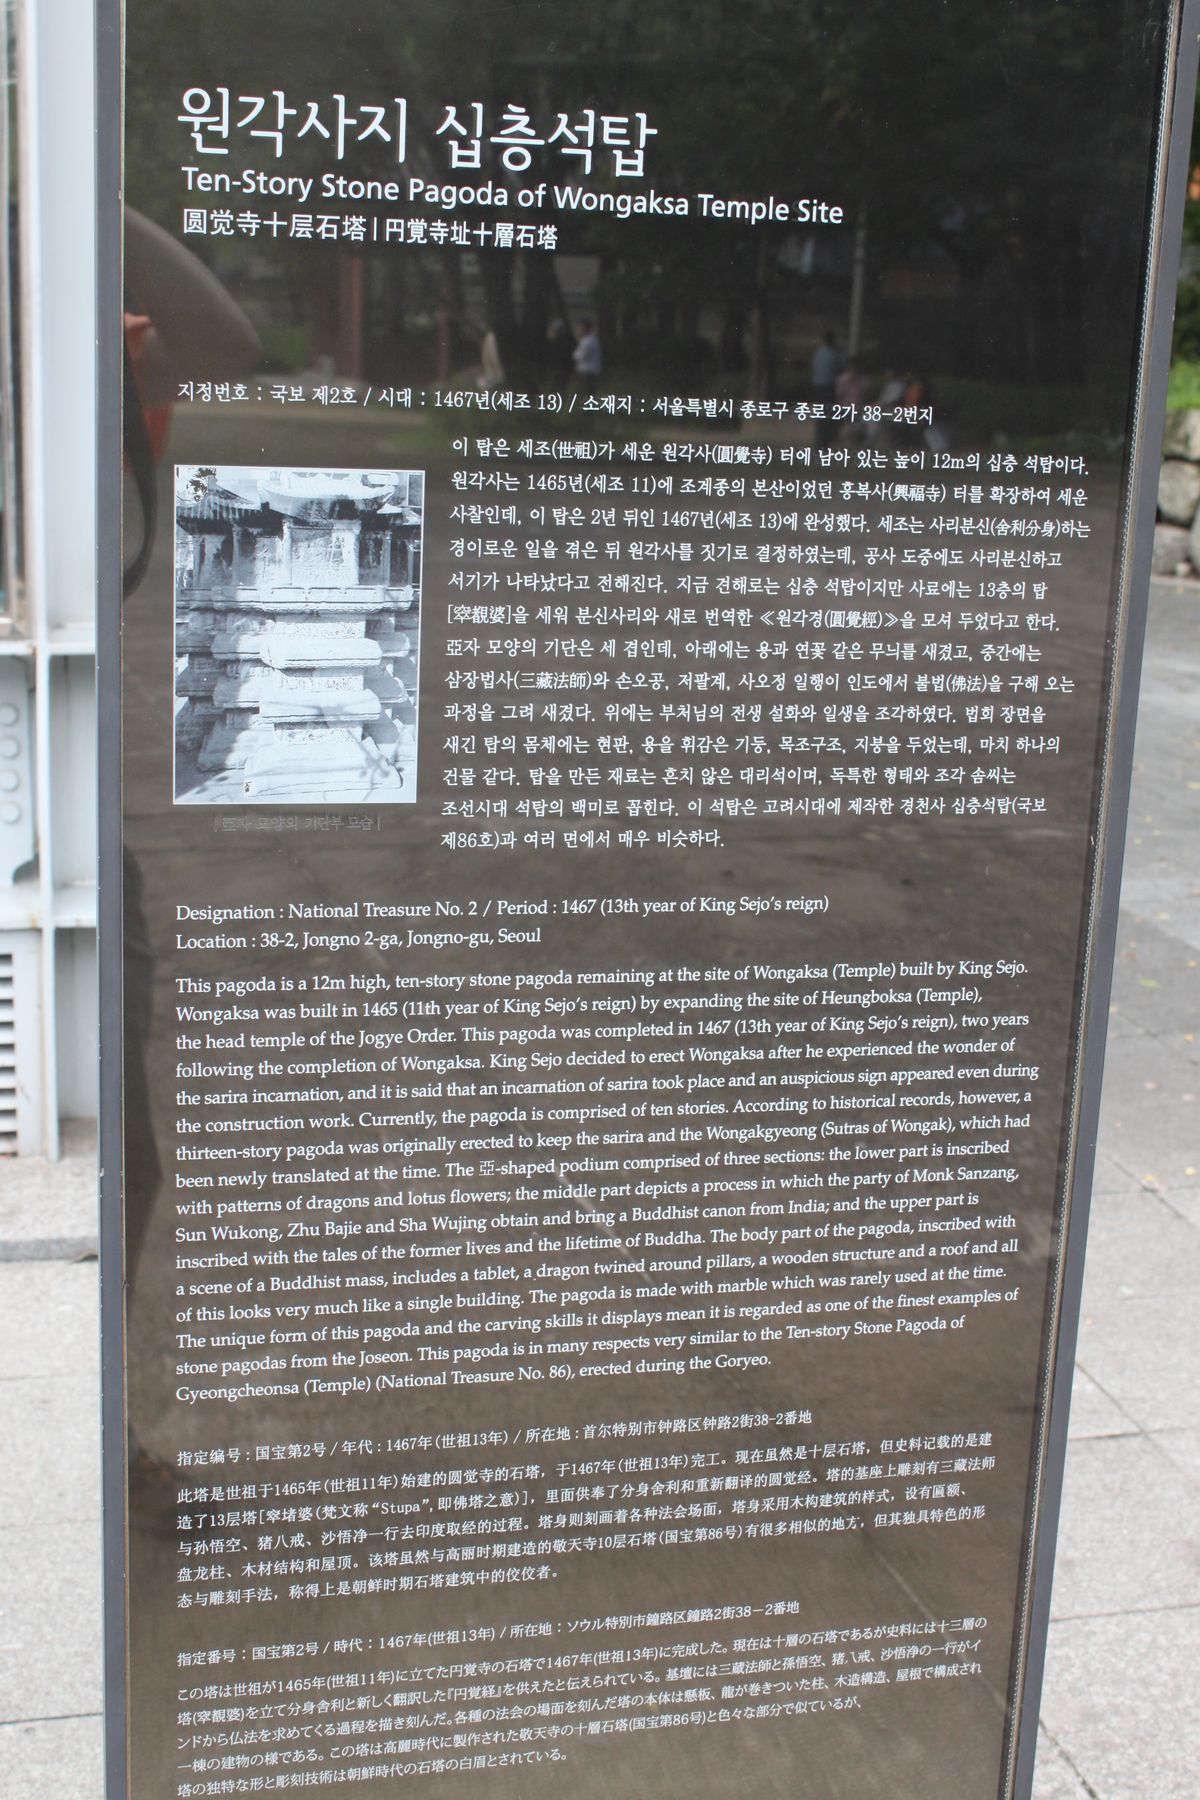 원각사지 십층석탑
Ten-Story Stone Pagoda of Wongaksa Temple Site
圆觉寺十层石塔 | 円覚寺址十層石塔
지정번호 : 국보 제2호 / 시대 : 1467년(세조 13) / 소재지 : 서울특별시 종로구 종로 2가 38-2번지
이 탑은 세조(世祖)가 세운 원각사(圓覺寺) 터에 남아 있는 높이 12m의 십층 석탑이다.
원각사는 1465년(세조 11)에 조계종의 본산이었던 흥복사(興福寺) 터를 확장하여 세운
사찰인데, 이 탑은 2년 뒤인 1467년(세조 13)에 완성했다. 세조는 사리분신(舍利分身)하는
경이로운 일을 겪은 뒤 원각사를 짓기로 결정하였는데, 공사 도중에도 사리분신하고
서기가 나타났다고 전해진다. 지금 견해로는 십층 석탑이지만 사료에는 13층의 탑
[窣覩婆]을 세워 분신사리와 새로 번역한 ≪원각경(圓覺經)≫을 모셔 두었다고 한다.
亞자 모양의 기단은 세 겹인데, 아래에는 용과 연꽃 같은 무늬를 새겼고, 중간에는
삼장법사(三藏法師)와 손오공, 저팔계, 사오정 일행이 인도에서 불법(佛法)을 구해 오는
과정을 그려 새겼다. 위에는 부처님의 전생 설화와 일생을 조각하였다. 법회 장면을
새긴 탑의 몸체에는 현판, 용을 휘감은 기둥, 목조구조, 지붕을 두었는데, 마치 하나의
건물 같다. 탑을 만든 재료는 흔치 않은 대리석이며, 독특한 형태와 조각 솜씨는
조선시대 석탑의 백미로 꼽힌다. 이 석탑은 고려시대에 제작한 경천사 십층석탑(국보
제86호)과 여러 면에서 매우 비슷하다.
[ 亞자 모양의 기단부 모습 ]
Designation : National Treasure No. 2 / Period : 1467 (13th year of King Sejo's reign)
Location : 38-2, Jongno 2-ga, Jongno-gu, Seoul
This pagoda is a 12m high, ten-story stone pagoda remaining at the site of Wongaksa (Temple) built by King Sejo.
Wongaksa was built in 1465 (11th year of King Sejo's reign) by expanding the site of Heungboksa (Temple),
the head temple of the Jogye Order. This pagoda was completed in 1467 (13th year of King Sejo's reign), two years
following the completion of Wongaksa. King Sejo decided to erect Wongaksa after he experienced the wonder of
the sarira incarnation, and it is said that an incarnation of sarira took place and an auspicious sign appeared even during
the construction work. Currently, the pagoda is comprised of ten stories. According to historical records, however, a
thirteen-story pagoda was originally erected to keep the sarira and the Wongakgyeong (Sutras of Wongak), which had
been newly translated at the time. The 亞-shaped podium comprised of three sections: the lower part is inscribed
with patterns of dragons and lotus flowers; the middle part depicts a process in which the party of Monk Sanzang,
Sun Wukong, Zhu Bajie and Sha Wujing obtain and bring a Buddhist canon from India; and the upper part is
inscribed with the tales of the former lives and the lifetime of Buddha. The body part of the pagoda, inscribed with
a scene of a Buddhist mass, includes a tablet, a dragon twined around pillars, a wooden structure and a roof and all
of this looks very much like a single building. The pagoda is made with marble which was rarely used at the time.
The unique form of this pagoda and the carving skills it displays mean it is regarded as one of the finest examples of
stone pagodas from the Joseon. This pagoda is in many respects very similar to the Ten-story Stone Pagoda of
Gyeongcheonsa (Temple) (National Treasure No. 86), erected during the Goryeo.
指定编号 : 国宝第2号 / 年代 : 1467年(世祖13年) / 所在地 : 首尔特别市钟路区钟路2街38-2番地
此塔是世祖于1465年(世祖11年)始建的圆觉寺的石塔，于1467年(世祖13年)完工。现在虽然是十层石塔，但史料记载的是建
造了13层塔[窣堵婆(梵文称“Stupa”,即佛塔之意)]，里面供奉了分身舍利和重新翻译的圆觉经。塔的基座上雕刻有三藏法师
与孙悟空、猪八戒、沙悟净一行去印度取经的过程。塔身则刻画着各种法会场面，塔身采用木构建筑的样式，设有匾额、
盘龙柱、木材结构和屋顶。该塔虽然与高丽时期建造的敬天寺10层石塔(国宝第86号)有很多相似的地方，但其独具特色的形
态与雕刻手法，称得上是朝鲜时期石塔建筑中的佼佼者。
指定番号 : 国宝第2号 / 時代 : 1467年(世祖13年) / 所在地 : ソウル特別市鐘路区鐘路2街38－2番地
この塔は世祖が1465年(世祖11年)に立てた円覚寺の石塔で1467年(世祖13年)に完成した。現在は十層の石塔であるが史料には十三層の
塔(窣覩婆)を立て分身舎利と新しく翻訳した『円覚経』を供えたと伝えられている。基壇には三蔵法師と孫悟空、猪八戒、沙悟浄の一行がイ
ンドから仏法を求めてくる過程を描き刻んだ。各種の法会の場面を刻んだ塔の本体は懸板、龍が巻きついた柱、木造構造、屋根で構成され
一棟の建物の様である。この塔は高麗時代に製作された敬天寺の十層石塔(国宝第86号)と色々な部分で似ているが、
塔の独特な形と彫刻技術は朝鮮時代の石塔の白眉とされている。